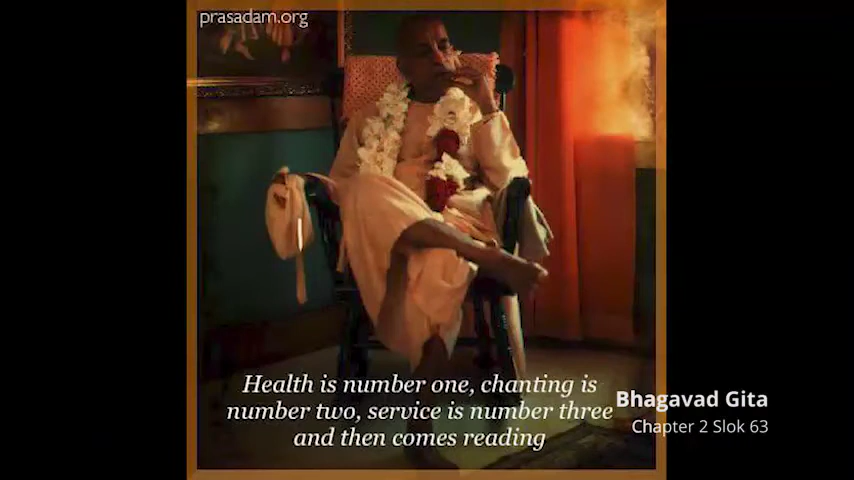 prasadam.org
Health is number one, chanting is
number two, service is number three
and then comes reading
Bhagavad Gita
Chapter 2 Slok 63